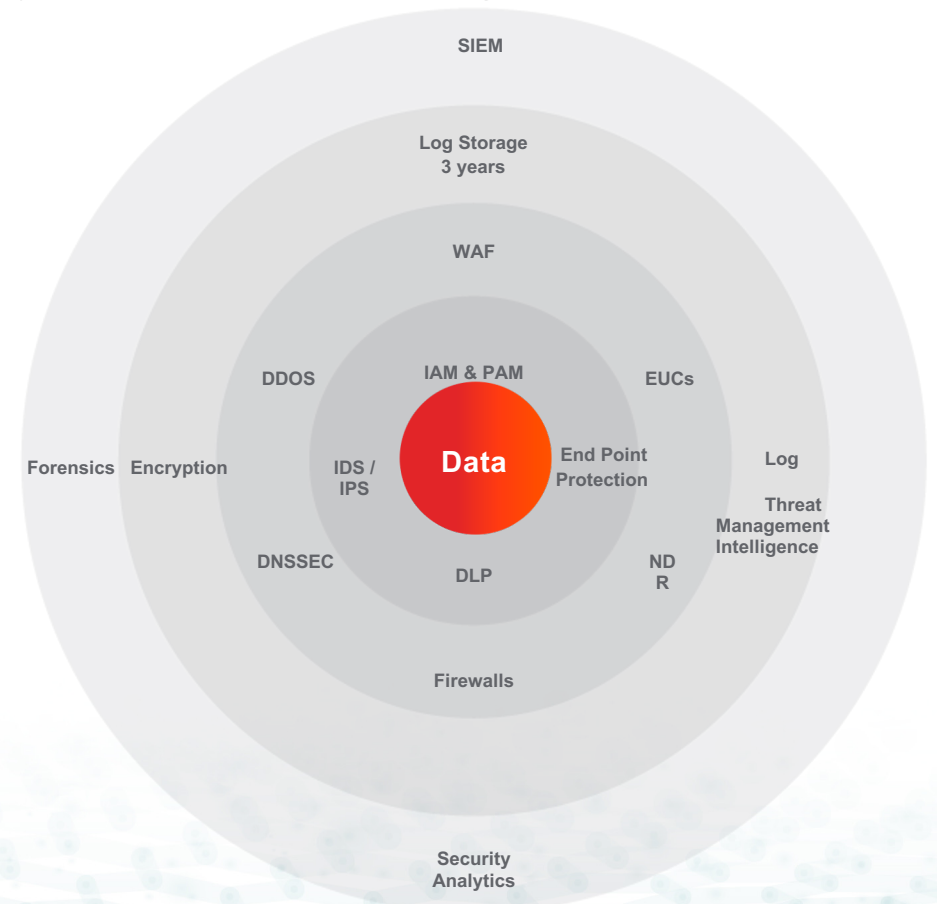 SIEM
Log Storage
3 years
WAF
DDOS
IAM & PAM
EUCs
Forensics
Encryption
IDS /
IPS
Data
End Point
Protection
Log
Threat
Management
Intelligence
DNSSEC
DLP
ND
R
Firewalls
Security
Analytics